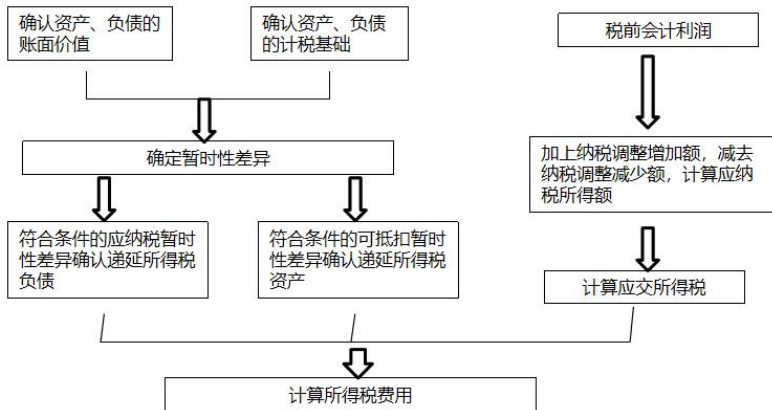 确认资产、负债的
账面价值
确认资产、负债
的计税基础
税前会计利润
确定暂时性差异
加上纳税调整增加额，减去
纳税调整减少额，计算应纳
税所得额
符合条件的应纳税暂时
性差异确认递延所得税
负债
符合条件的可抵扣暂时
性差异确认递延所得税
资产
计算应交所得税
计算所得税费用